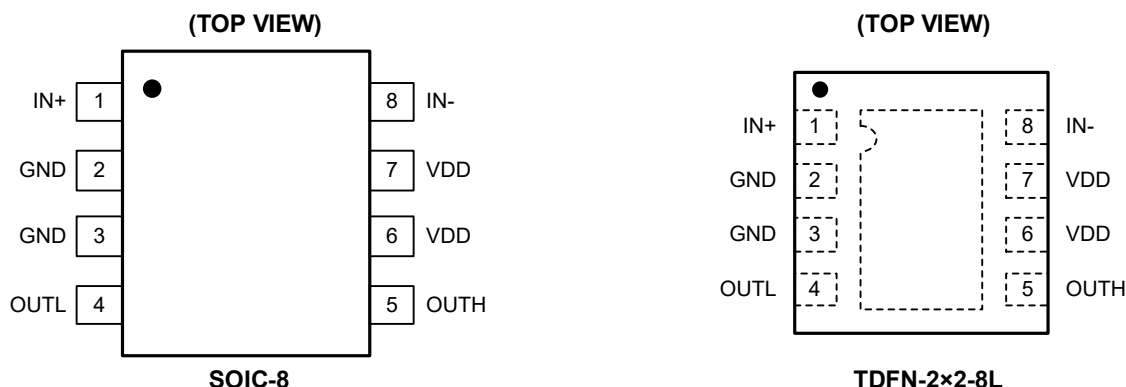 (TOP VIEW)
IN+ 1 8 IN-
GND 2 7 VDD
GND 3 6 VDD
OUTL 4 5 OUTH
SOIC-8
(TOP VIEW)
IN+ 1 8 IN-
GND 2 7 VDD
GND 3 6 VDD
OUTL 4 5 OUTH
TDFN-2×2-8L